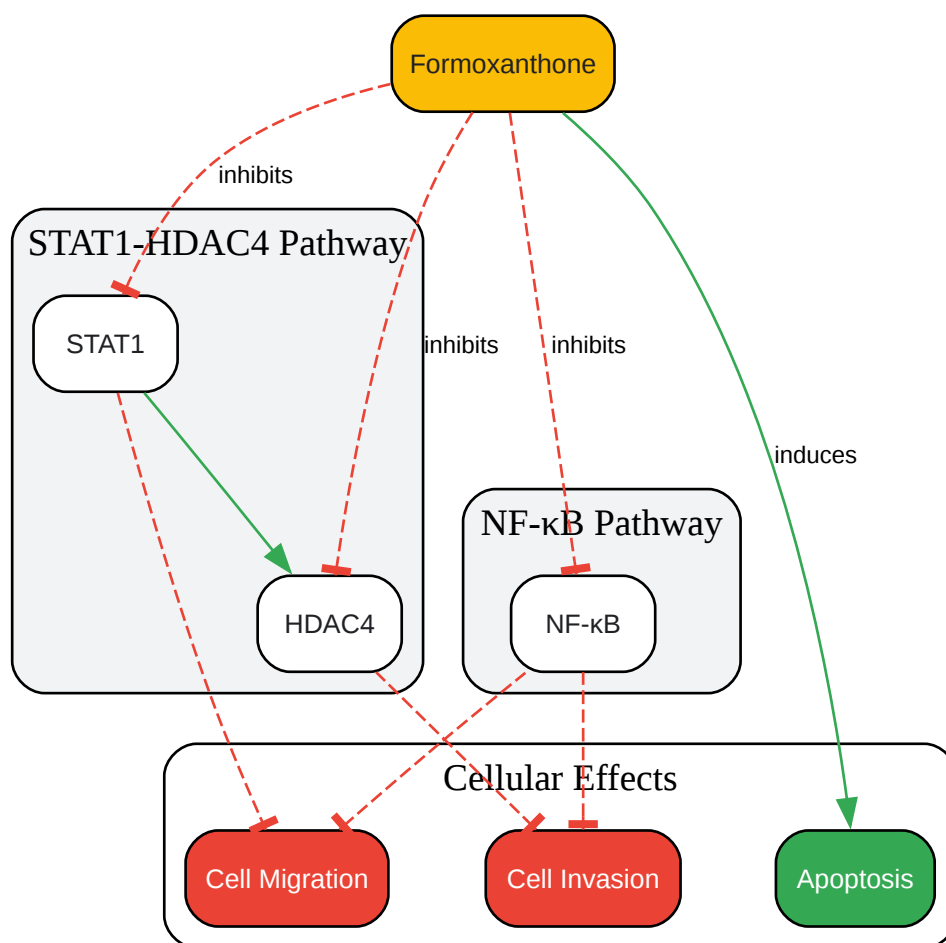 Formoxanthone
inhibits
STAT1-HDAC4 Pathway
STAT1
inhibits
inhibits
induces
NF-κB Pathway
HDAC4
NF-κB
Cellular Effects
Cell Migration
Cell Invasion
Apoptosis